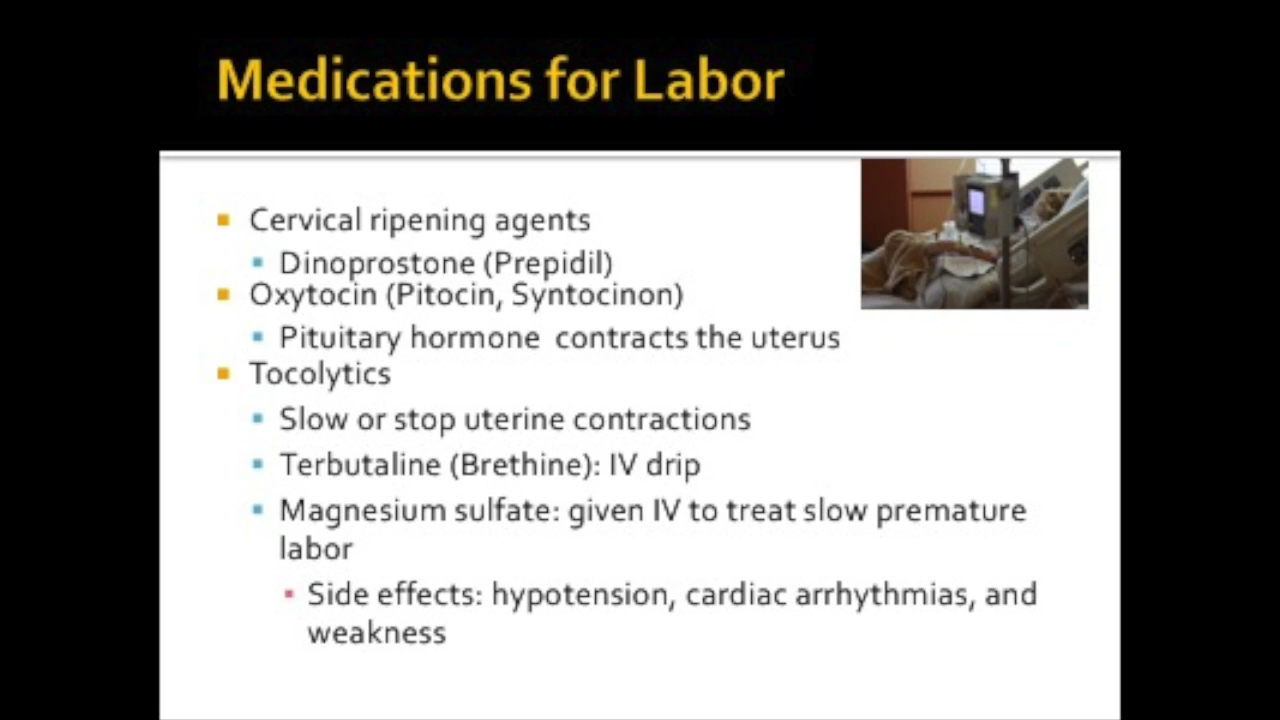 Medications for Labor
Cervical ripening agents
Dinoprostone (Prepidil)
Oxytocin (Pitocin, Syntocinon)
Pituitary hormone contracts the uterus
Tocolytics
Slow or stop uterine contractions
Terbutaline (Brethine): IV drip
Magnesium sulfate: given IV to treat slow premature
labor
Side effects: hypotension, cardiac arrhythmias, and
weakness